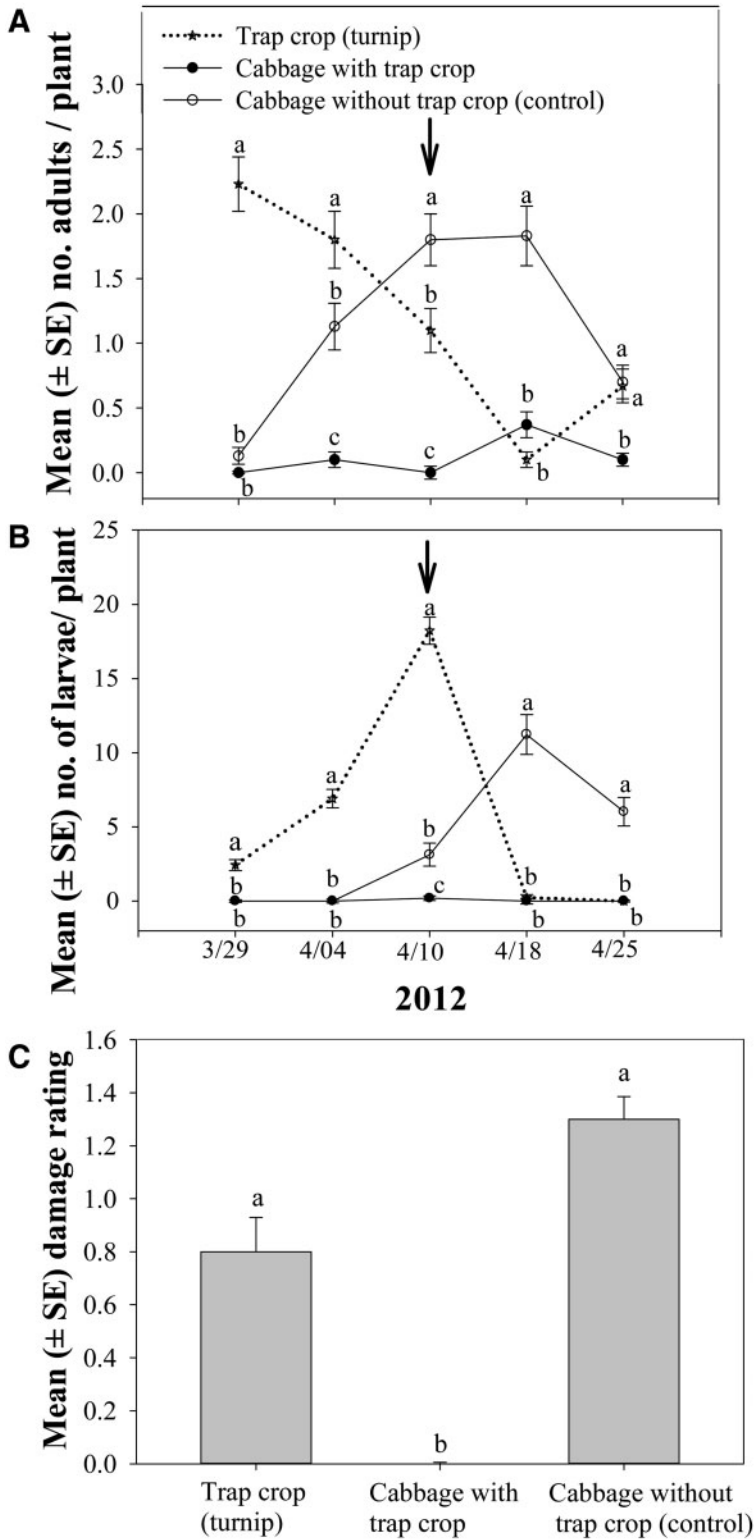 A
Mean (± SE) no. adults / plant
Trap crop (turnip)
Cabbage with trap crop
Cabbage without trap crop (control)
3.0
2.5
2.0
1.5
1.0
0.5
0.0
a
b
b
a
b
c
a
b
c
a
b
b
a
a
b
B
Mean (± SE) no. of larvae/ plant
25
20
15
10
5
0
a
b
b
a
b
b
a
b
c
a
b
b
a
b
b
3/29
4/04
4/10
4/18
4/25
2012
C
Mean (± SE) damage rating
1.6
1.4
1.2
1.0
0.8
0.6
0.4
0.2
0.0
a
b
a
Trap crop
(turnip)
Cabbage with
trap crop
Cabbage without
trap crop (control)